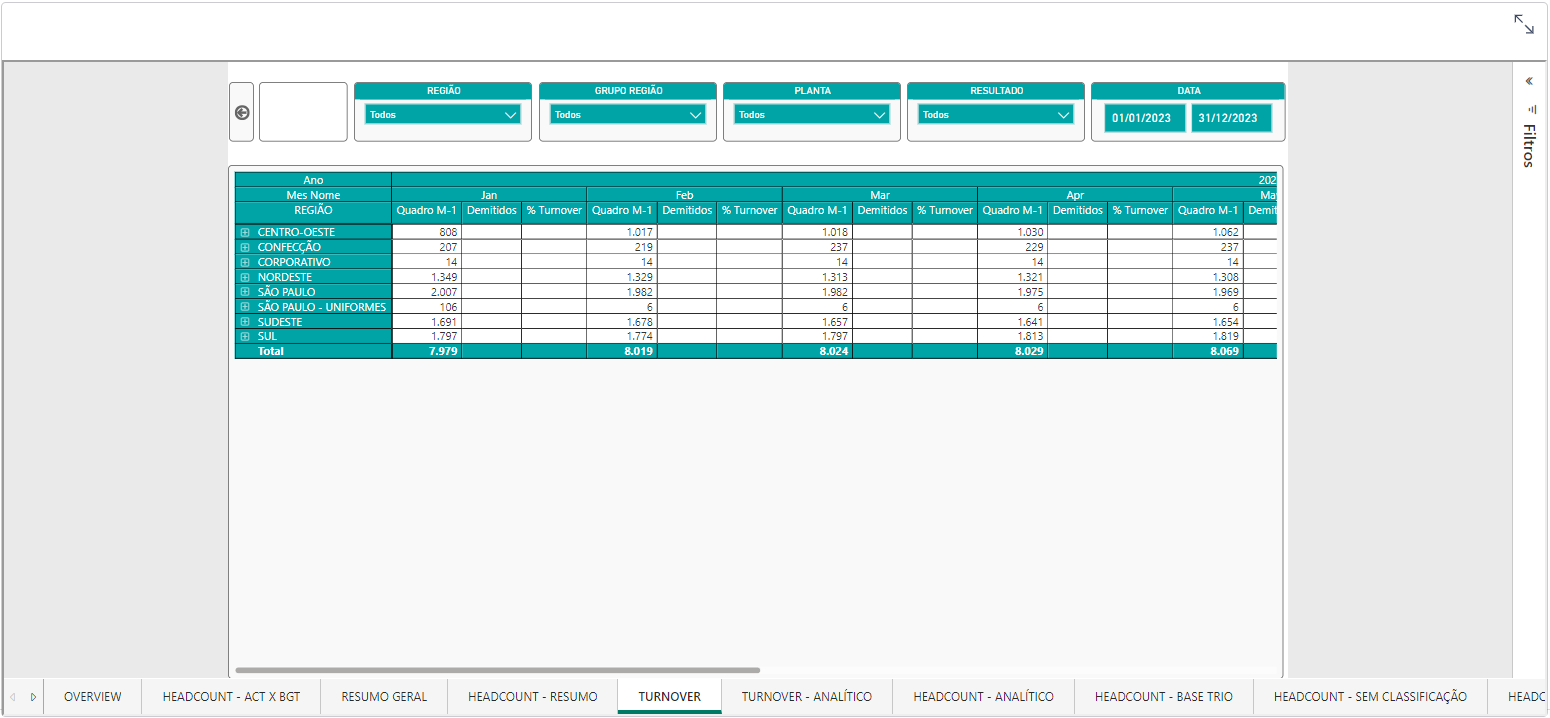 REGIÃO GRUPO REGIÃO PLANTA RESULTADO DATA
Todos Todos Todos Todos 01/01/2023 31/12/2023
Filtros
Ano 202
Mes Nome Jan Feb Mar Apr May
REGIÃO Quadro M-1 Demitidos % Turnover Quadro M-1 Demitidos % Turnover Quadro M-1 Demitidos % Turnover Quadro M-1 Demitidos % Turnover Quadro M-1 Demit
CENTRO-OESTE 808 1.017 1.018 1.030 1.062
CONFECÇÃO 207 219 237 229 237
CORPORATIVO 14 14 14 14 14
NORDESTE 1.349 1.329 1.313 1.321 1.308
SÃO PAULO 2.007 1.982 1.982 1.975 1.969
SÃO PAULO - UNIFORMES 106 6 6 6 6
SUDESTE 1.691 1.678 1.657 1.641 1.654
SUL 1.797 1.774 1.797 1.813 1.819
Total 7.979 8.019 8.024 8.029 8.069
OVERVIEW HEADCOUNT - ACT X BGT RESUMO GERAL HEADCOUNT - RESUMO TURNOVER TURNOVER - ANALÍTICO HEADCOUNT - ANALÍTICO HEADCOUNT - BASE TRIO HEADCOUNT - SEM CLASSIFICAÇÃO HEADC